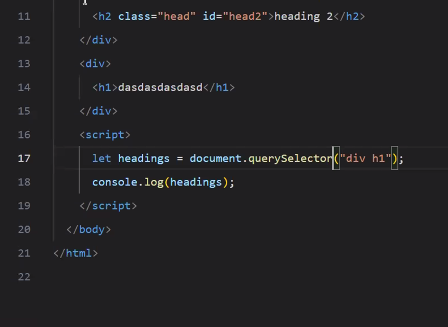 11 <h2 class="head" id="head2">heading 2</h2>
12 </div>
13 <div>
14 <h1>dasdasdasdasd</h1>
15 </div>
16 <script>
17 let headings = document.querySelector("div h1");
18 console.log(headings);
19 </script>
20 </body>
21 </html>
22